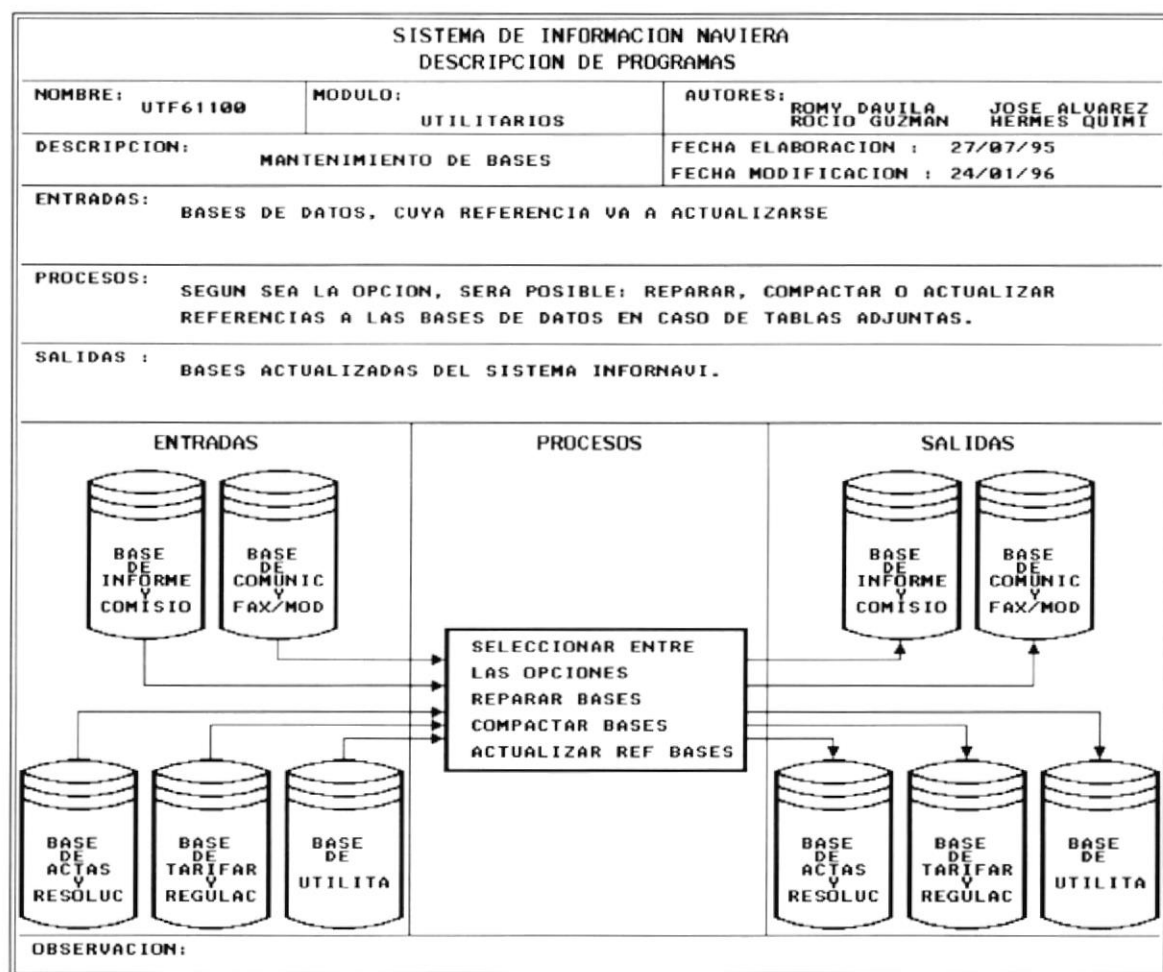 SISTEMA DE INFORMACION NAVIERA
DESCRIPCION DE PROGRAMAS
NOMBRE: UTF61100
MODULO: UTILITARIOS
AUTORES:
ROMY DAVILA JOSE ALVAREZ
ROCIO GUZMAN HERMES QUIMI
DESCRIPCION: MANTENIMIENTO DE BASES
FECHA ELABORACION : 27/07/95
FECHA MODIFICACION : 24/01/96
ENTRADAS:
BASES DE DATOS, CUYA REFERENCIA VA A ACTUALIZARSE
PROCESOS:
SEGUN SEA LA OPCION, SERA POSIBLE: REPARAR, COMPACTAR O ACTUALIZAR
REFERENCIAS A LAS BASES DE DATOS EN CASO DE TABLAS ADJUNTAS.
SALIDAS :
BASES ACTUALIZADAS DEL SISTEMA INFORNAVI.
ENTRADAS
BASE
DE
INFORME
Y
COMISIO
BASE
DE
COMUNIC
Y
FAX/MOD
BASE
DE
ACTAS
Y
RESOLUC
BASE
DE
TARIFAR
Y
REGULAC
BASE
DE
UTILITA
PROCESOS
SELECCIONAR ENTRE
LAS OPCIONES
REPARAR BASES
COMPACTAR BASES
ACTUALIZAR REF BASES
SALIDAS
BASE
DE
INFORME
Y
COMISIO
BASE
DE
COMUNIC
Y
FAX/MOD
BASE
DE
ACTAS
Y
RESOLUC
BASE
DE
TARIFAR
Y
REGULAC
BASE
DE
UTILITA
OBSERVACION: